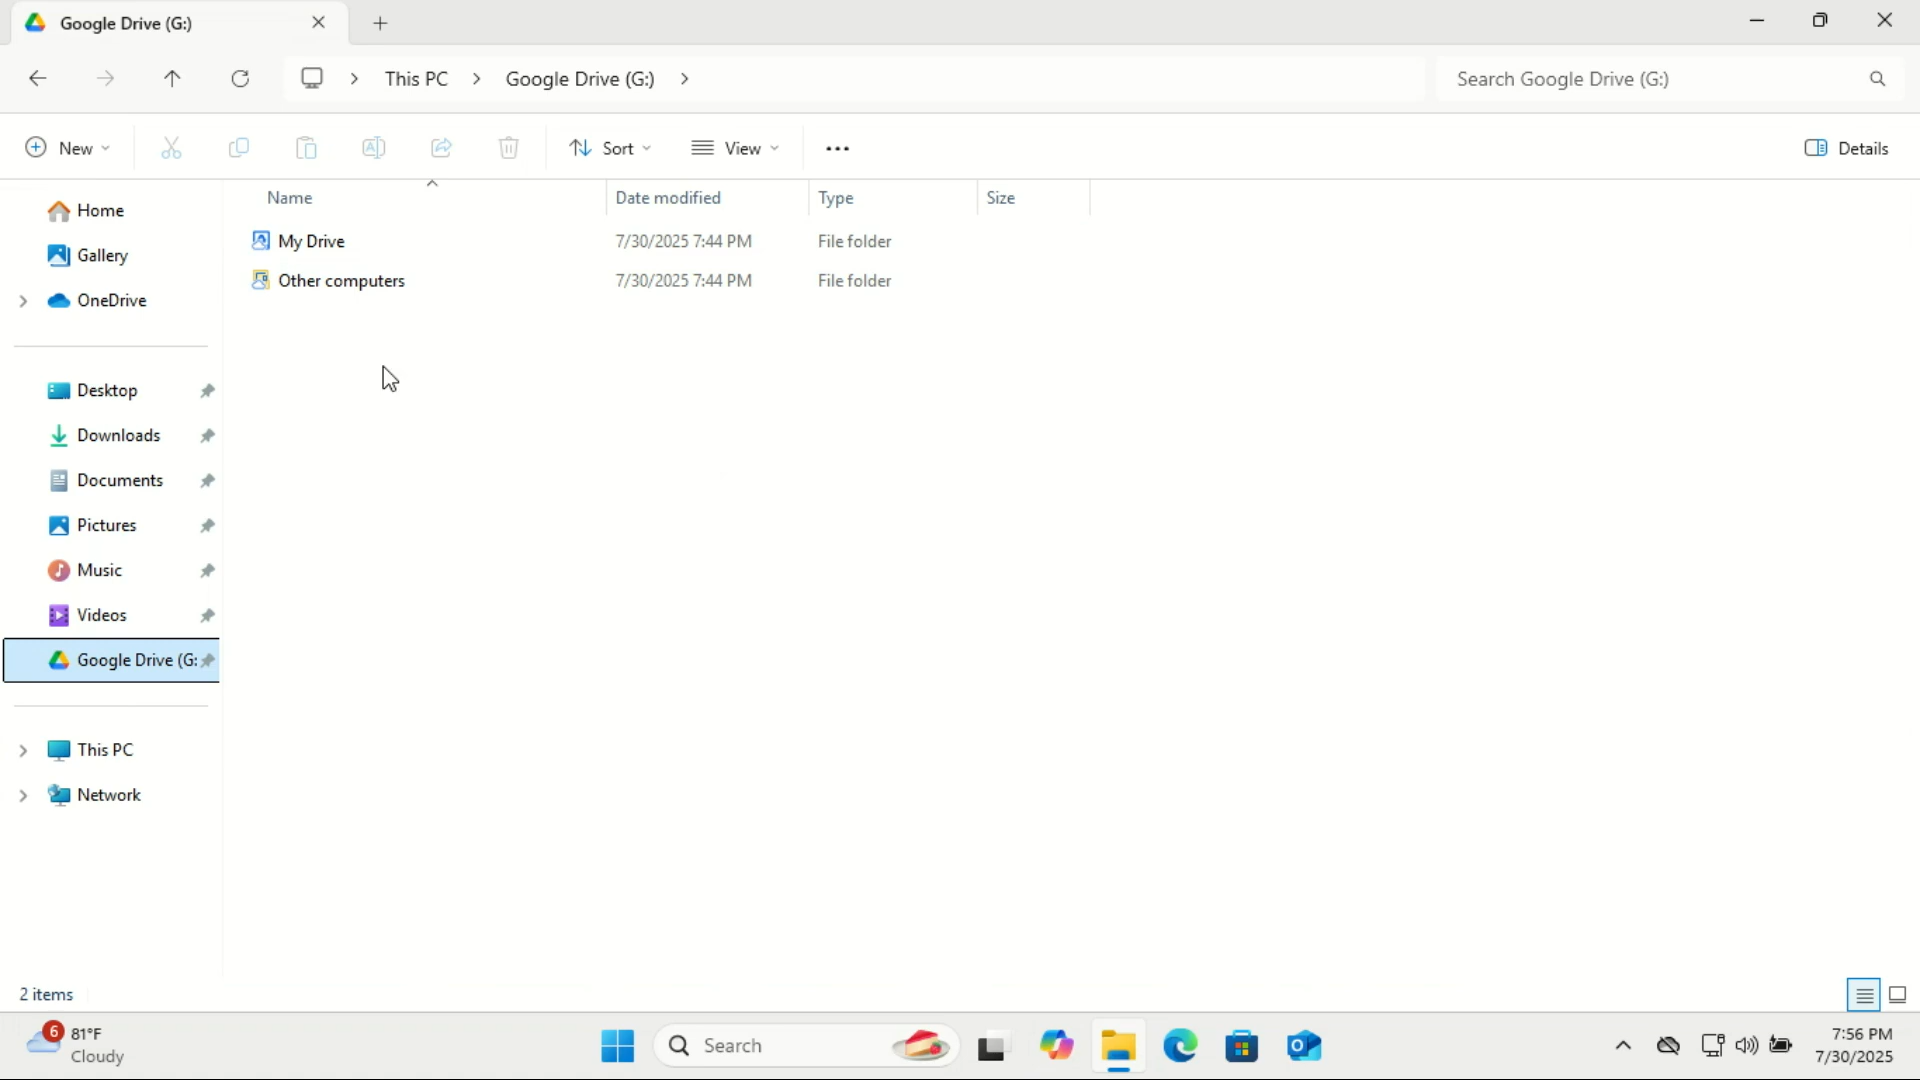 Google Drive (G:)
This PC > Google Drive (G:) >
Search Google Drive (G:)
New
Sort
View
Details
Name Date modified Type Size
My Drive 7/30/2025 7:44 PM File folder
Other computers 7/30/2025 7:44 PM File folder
Home
Gallery
OneDrive
Desktop
Downloads
Documents
Pictures
Music
Videos
Google Drive (G:
This PC
Network
2 items
6
81°F
Cloudy
Search
7:56 PM
7/30/2025